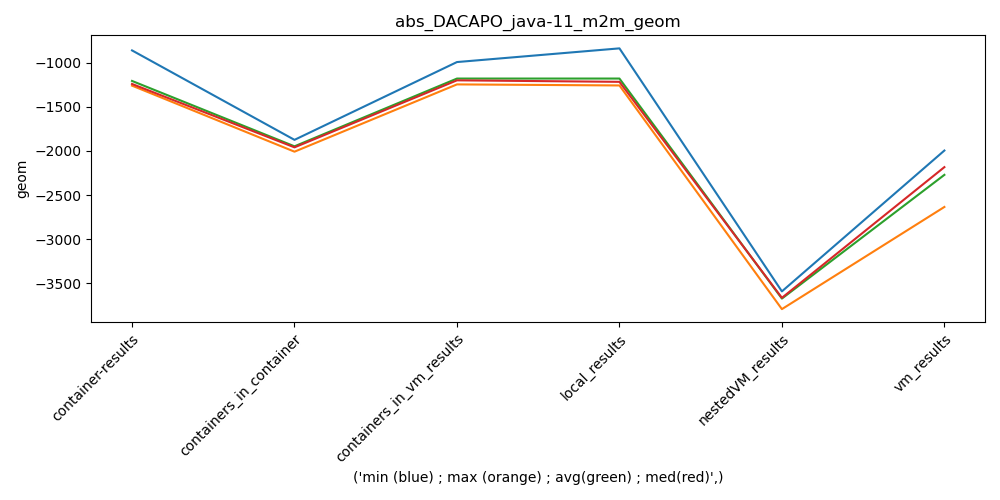 abs_DACAPO_java-11_m2m_geom
geom
−1000
−1500
−2000
−2500
−3000
−3500
container-results
containers_in_container
containers_in_vm_results
local_results
nestedVM_results
vm_results
('min (blue) ; max (orange) ; avg(green) ; med(red)',)